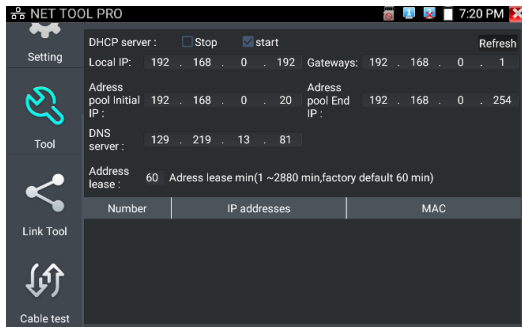 NET TOOL PRO 7:20 PM
Setting
DHCP server : Stop start Refresh
Local IP: 192 . 168 . 0 . 192 Gateways: 192 . 168 . 0 . 1
Adress pool Initial IP : 192 . 168 . 0 . 20 Adress pool End IP : 192 . 168 . 0 . 254
Tool
DNS server : 129 . 219 . 13 . 81
Address lease : 60 Adress lease min(1 ~2880 min,factory default 60 min)
Number IP addresses MAC
Link Tool
Cable test